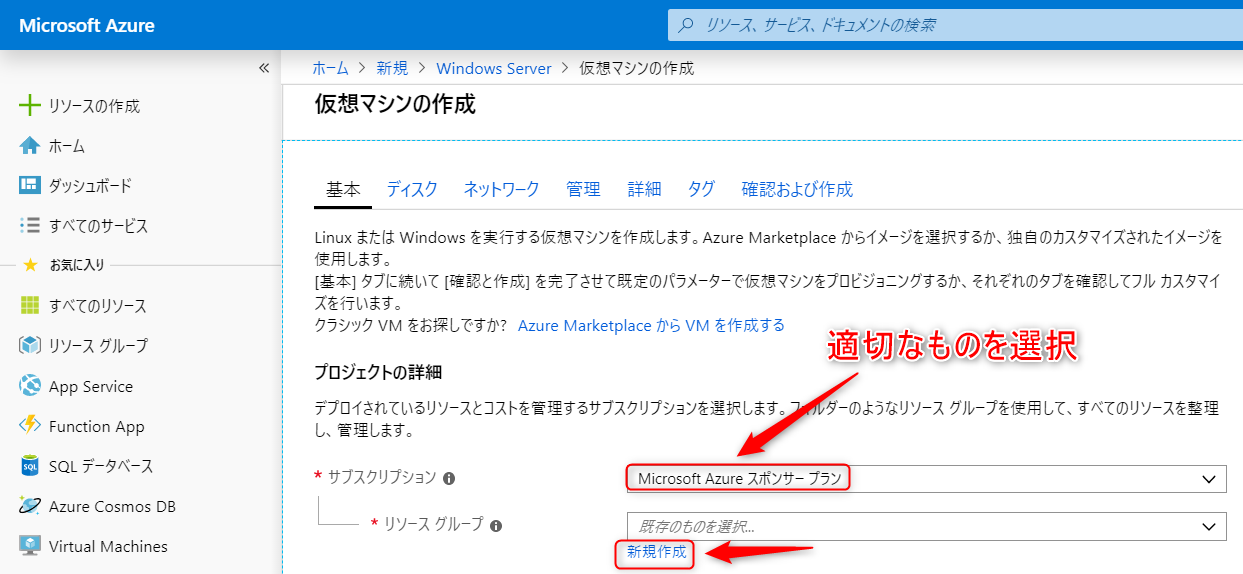 Microsoft Azure
リソース、サービス、ドキュメントの検索
«
ホーム > 新規 > Windows Server > 仮想マシンの作成
仮想マシンの作成
リソースの作成
ホーム
ダッシュボード
すべてのサービス
お気に入り
すべてのリソース
リソース グループ
App Service
Function App
SQL データベース
Azure Cosmos DB
Virtual Machines
基本 ディスク ネットワーク 管理 詳細 タグ 確認および作成
Linux または Windows を実行する仮想マシンを作成します。Azure Marketplace からイメージを選択するか、独自のカスタマイズされたイメージを
使用します。
[基本] タブに続いて [確認と作成] を完了させて既定のパラメーターで仮想マシンをプロビジョニングするか、それぞれのタブを確認してフル カスタマイ
ズを行います。
クラシック VM をお探しですか? Azure Marketplace から VM を作成する
適切なものを選択
プロジェクトの詳細
デプロイされているリソースとコストを管理するサブスクリプションを選択します。フォルダーのようなリソース グループを使用して、すべてのリソースを整理
し、管理します。
* サブスクリプション
Microsoft Azure スポンサー プラン
* リソース グループ
既存のものを選択...
新規作成